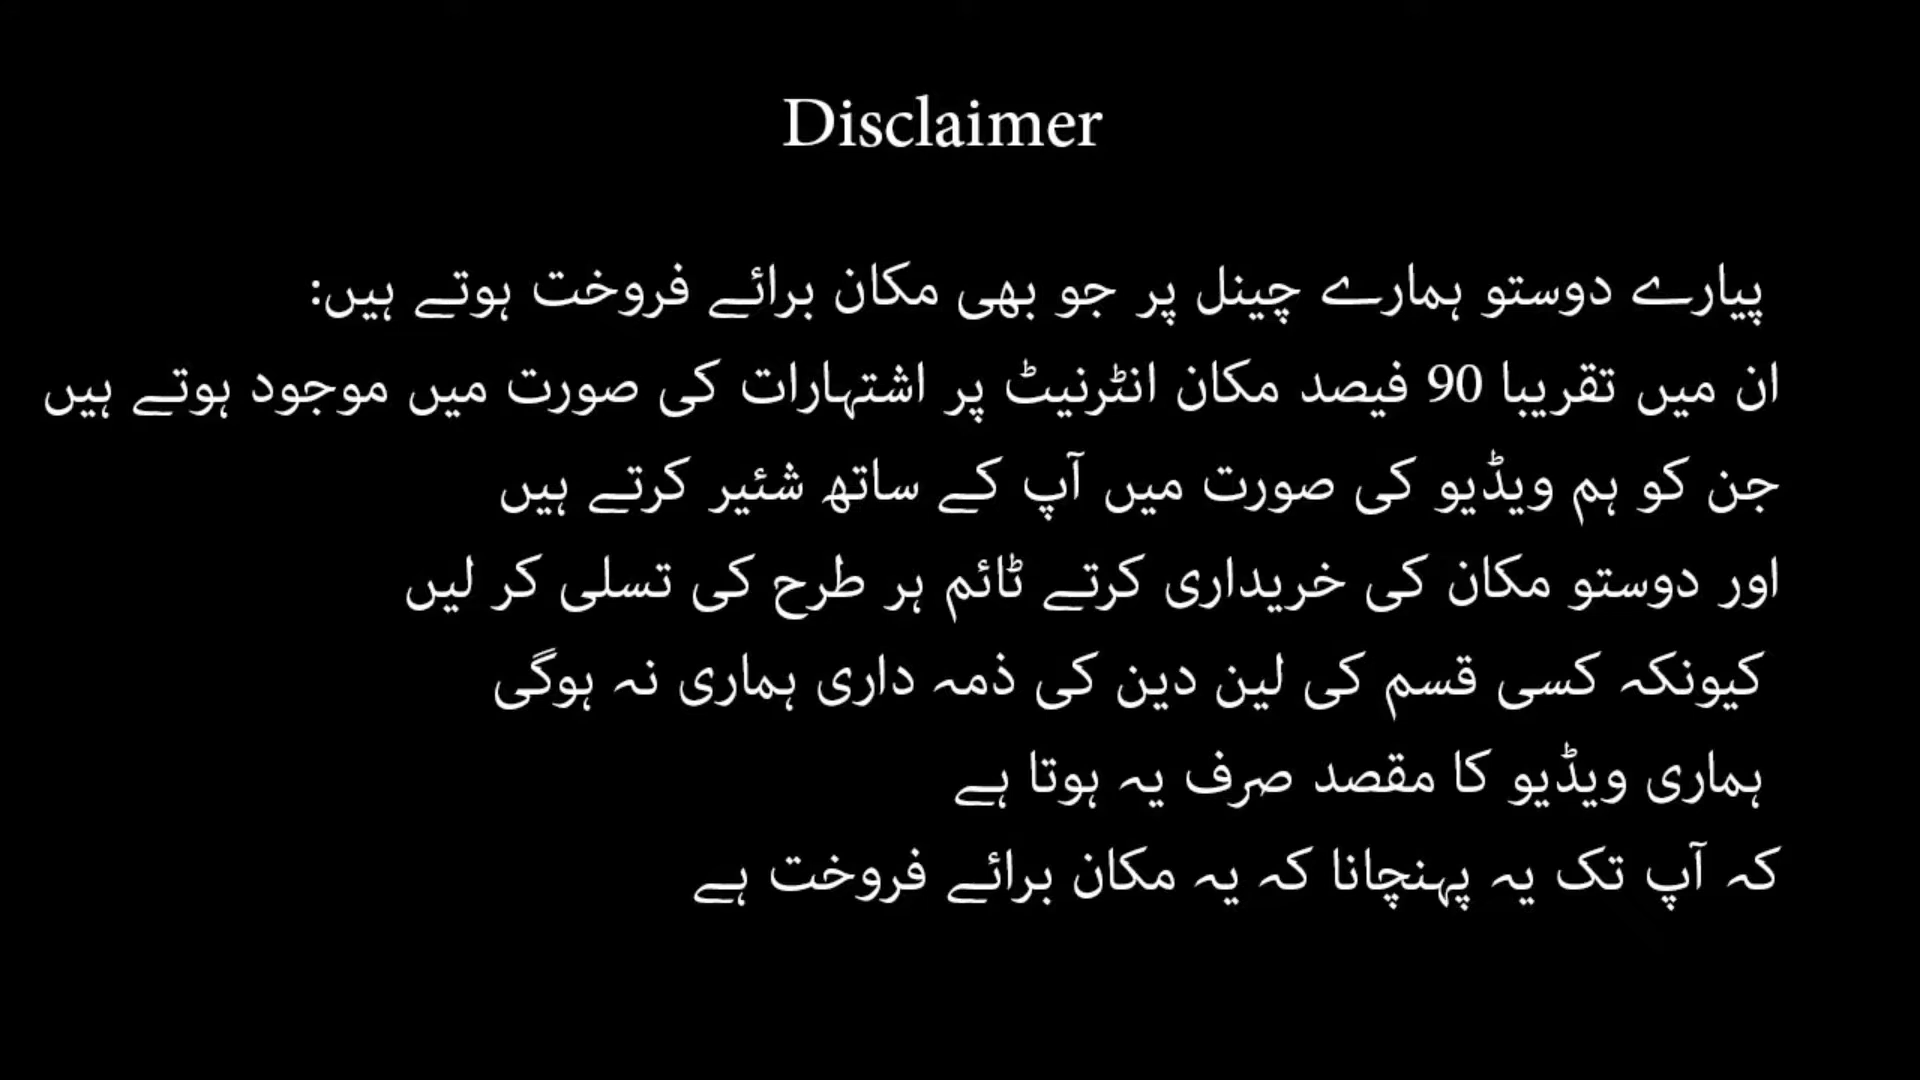 Disclaimer
پیارے دوستو ہمارے چینل پر جو بھی مکان برائے فروخت ہوتے ہیں:
ان میں تقریبا 90 فیصد مکان انٹرنیٹ پر اشتہارات کی صورت میں موجود ہوتے ہیں
جن کو ہم ویڈیو کی صورت میں آپ کے ساتھ شئیر کرتے ہیں
اور دوستو مکان کی خریداری کرتے ٹائم ہر طرح کی تسلی کر لیں
کیونکہ کسی قسم کی لین دین کی ذمہ داری ہماری نہ ہوگی
ہماری ویڈیو کا مقصد صرف یہ ہوتا ہے
کہ آپ تک یہ پہنچانا کہ یہ مکان برائے فروخت ہے